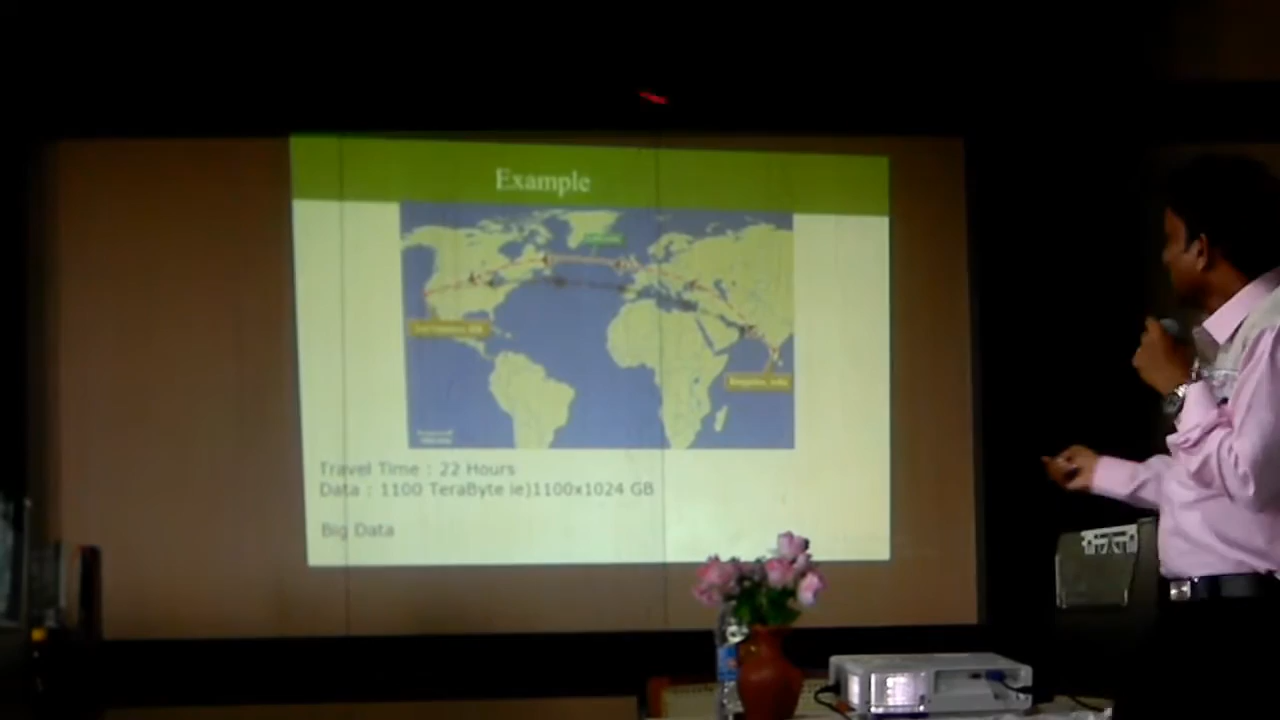 Example
Travel Time : 22 Hours
Data : 1100 TeraByte ie)1100x1024 GB
Big Data